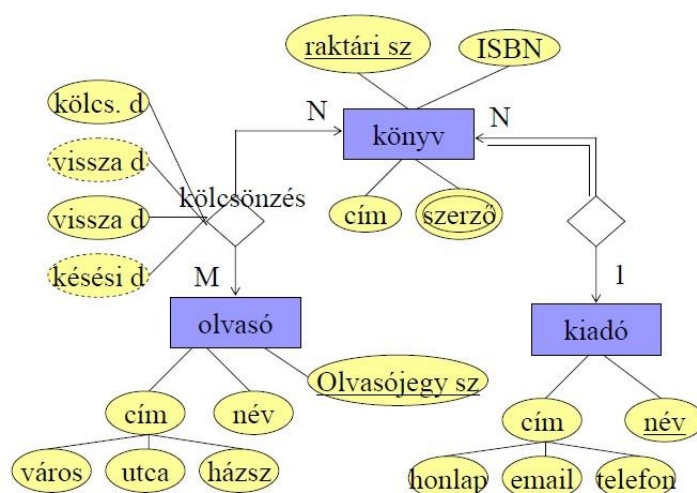 raktári sz
ISBN
kölcs. d
N
könyv
N
vissza d
kölcsönzés
vissza d
cím
szerző
késési d
M
1
olvasó
kiadó
Olvasójegy sz
cím
név
cím
név
város
utca
házsz
honlap
email
telefon